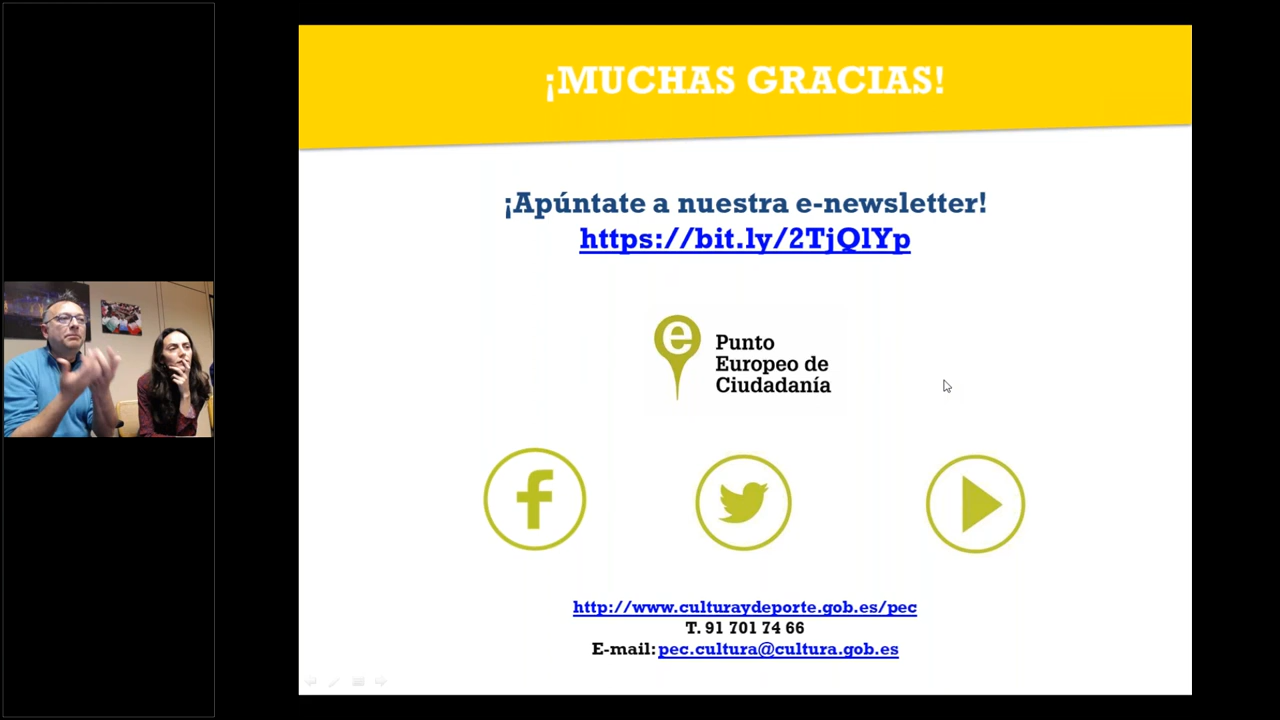 ¡MUCHAS GRACIAS!
¡Apúntate a nuestra e-newsletter!
https://bit.ly/2TjQlYp
e
Punto
Europeo de
Ciudadanía
http://www.culturaydeporte.gob.es/pec
T. 91 701 74 66
E-mail: pec.cultura@cultura.gob.es